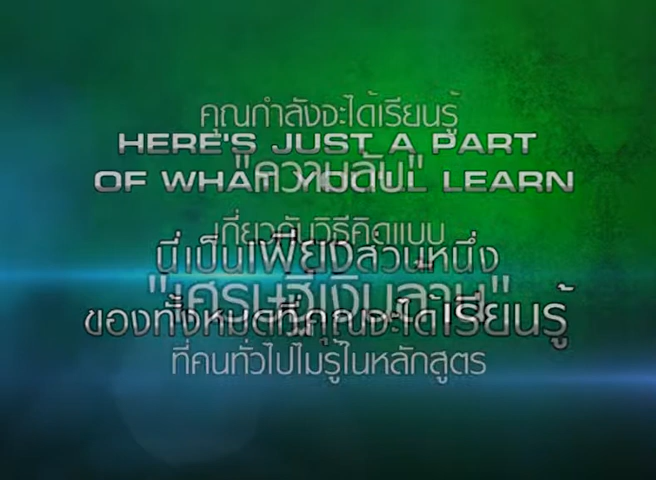 คุณกำลังจะได้เรียนรู้
HERE'S JUST A PART
"ความลับ"
OF WHAT YOU'LL LEARN
เกี่ยวกับวิธีคิดแบบ
นี่เป็นเพียงส่วนหนึ่ง
"เศรษฐีเงินล้าน"
ของทั้งหมดที่คุณจะได้เรียนรู้
ที่คนทั่วไปไม่รู้ในหลักสูตร